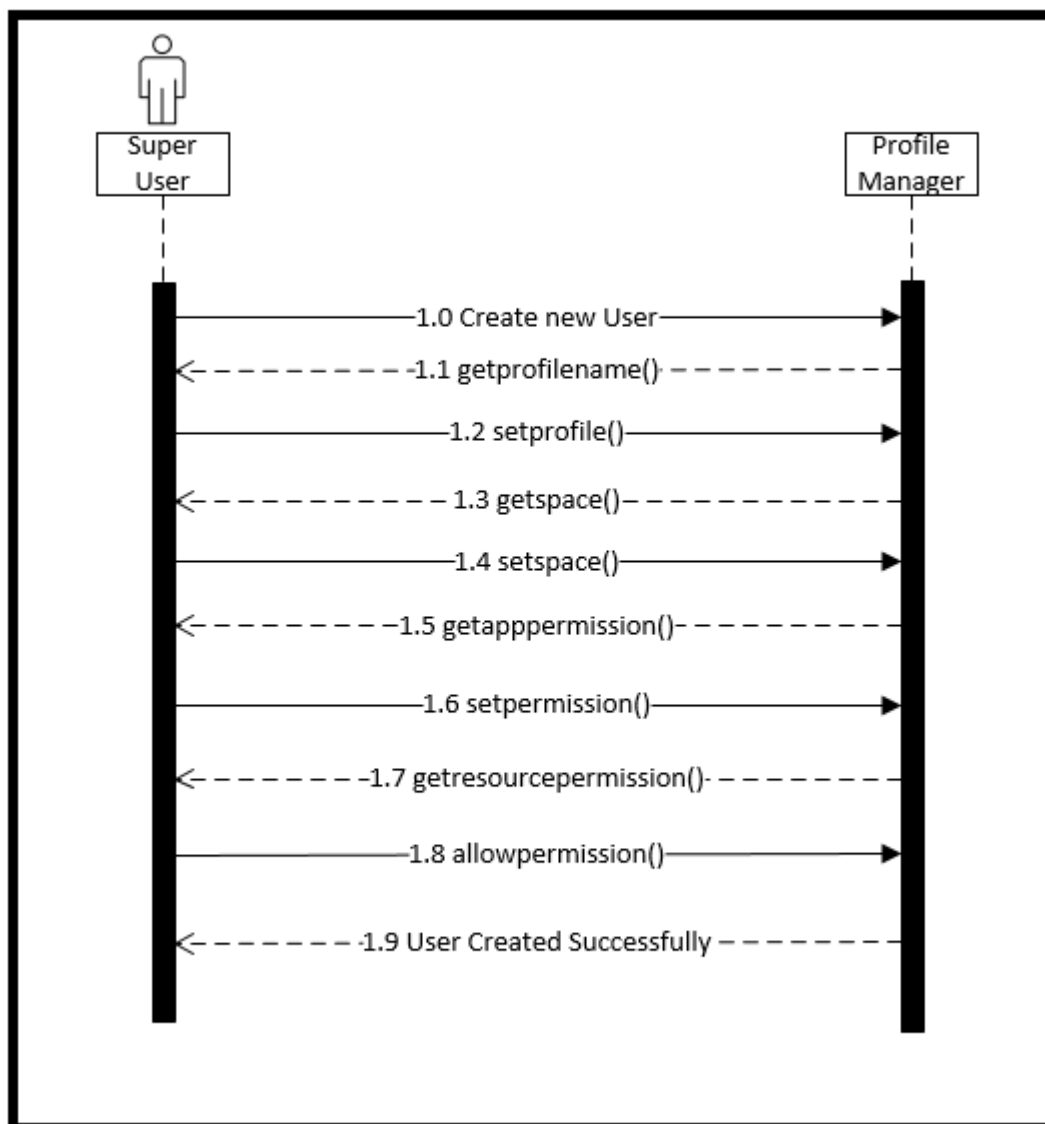 Super
User
Profile
Manager
1.0 Create new User
1.1 getprofilename()
1.2 setprofile()
1.3 getspace()
1.4 setspace()
1.5 getapppermission()
1.6 setpermission()
1.7 getresourcepermission()
1.8 allowpermission()
1.9 User Created Successfully